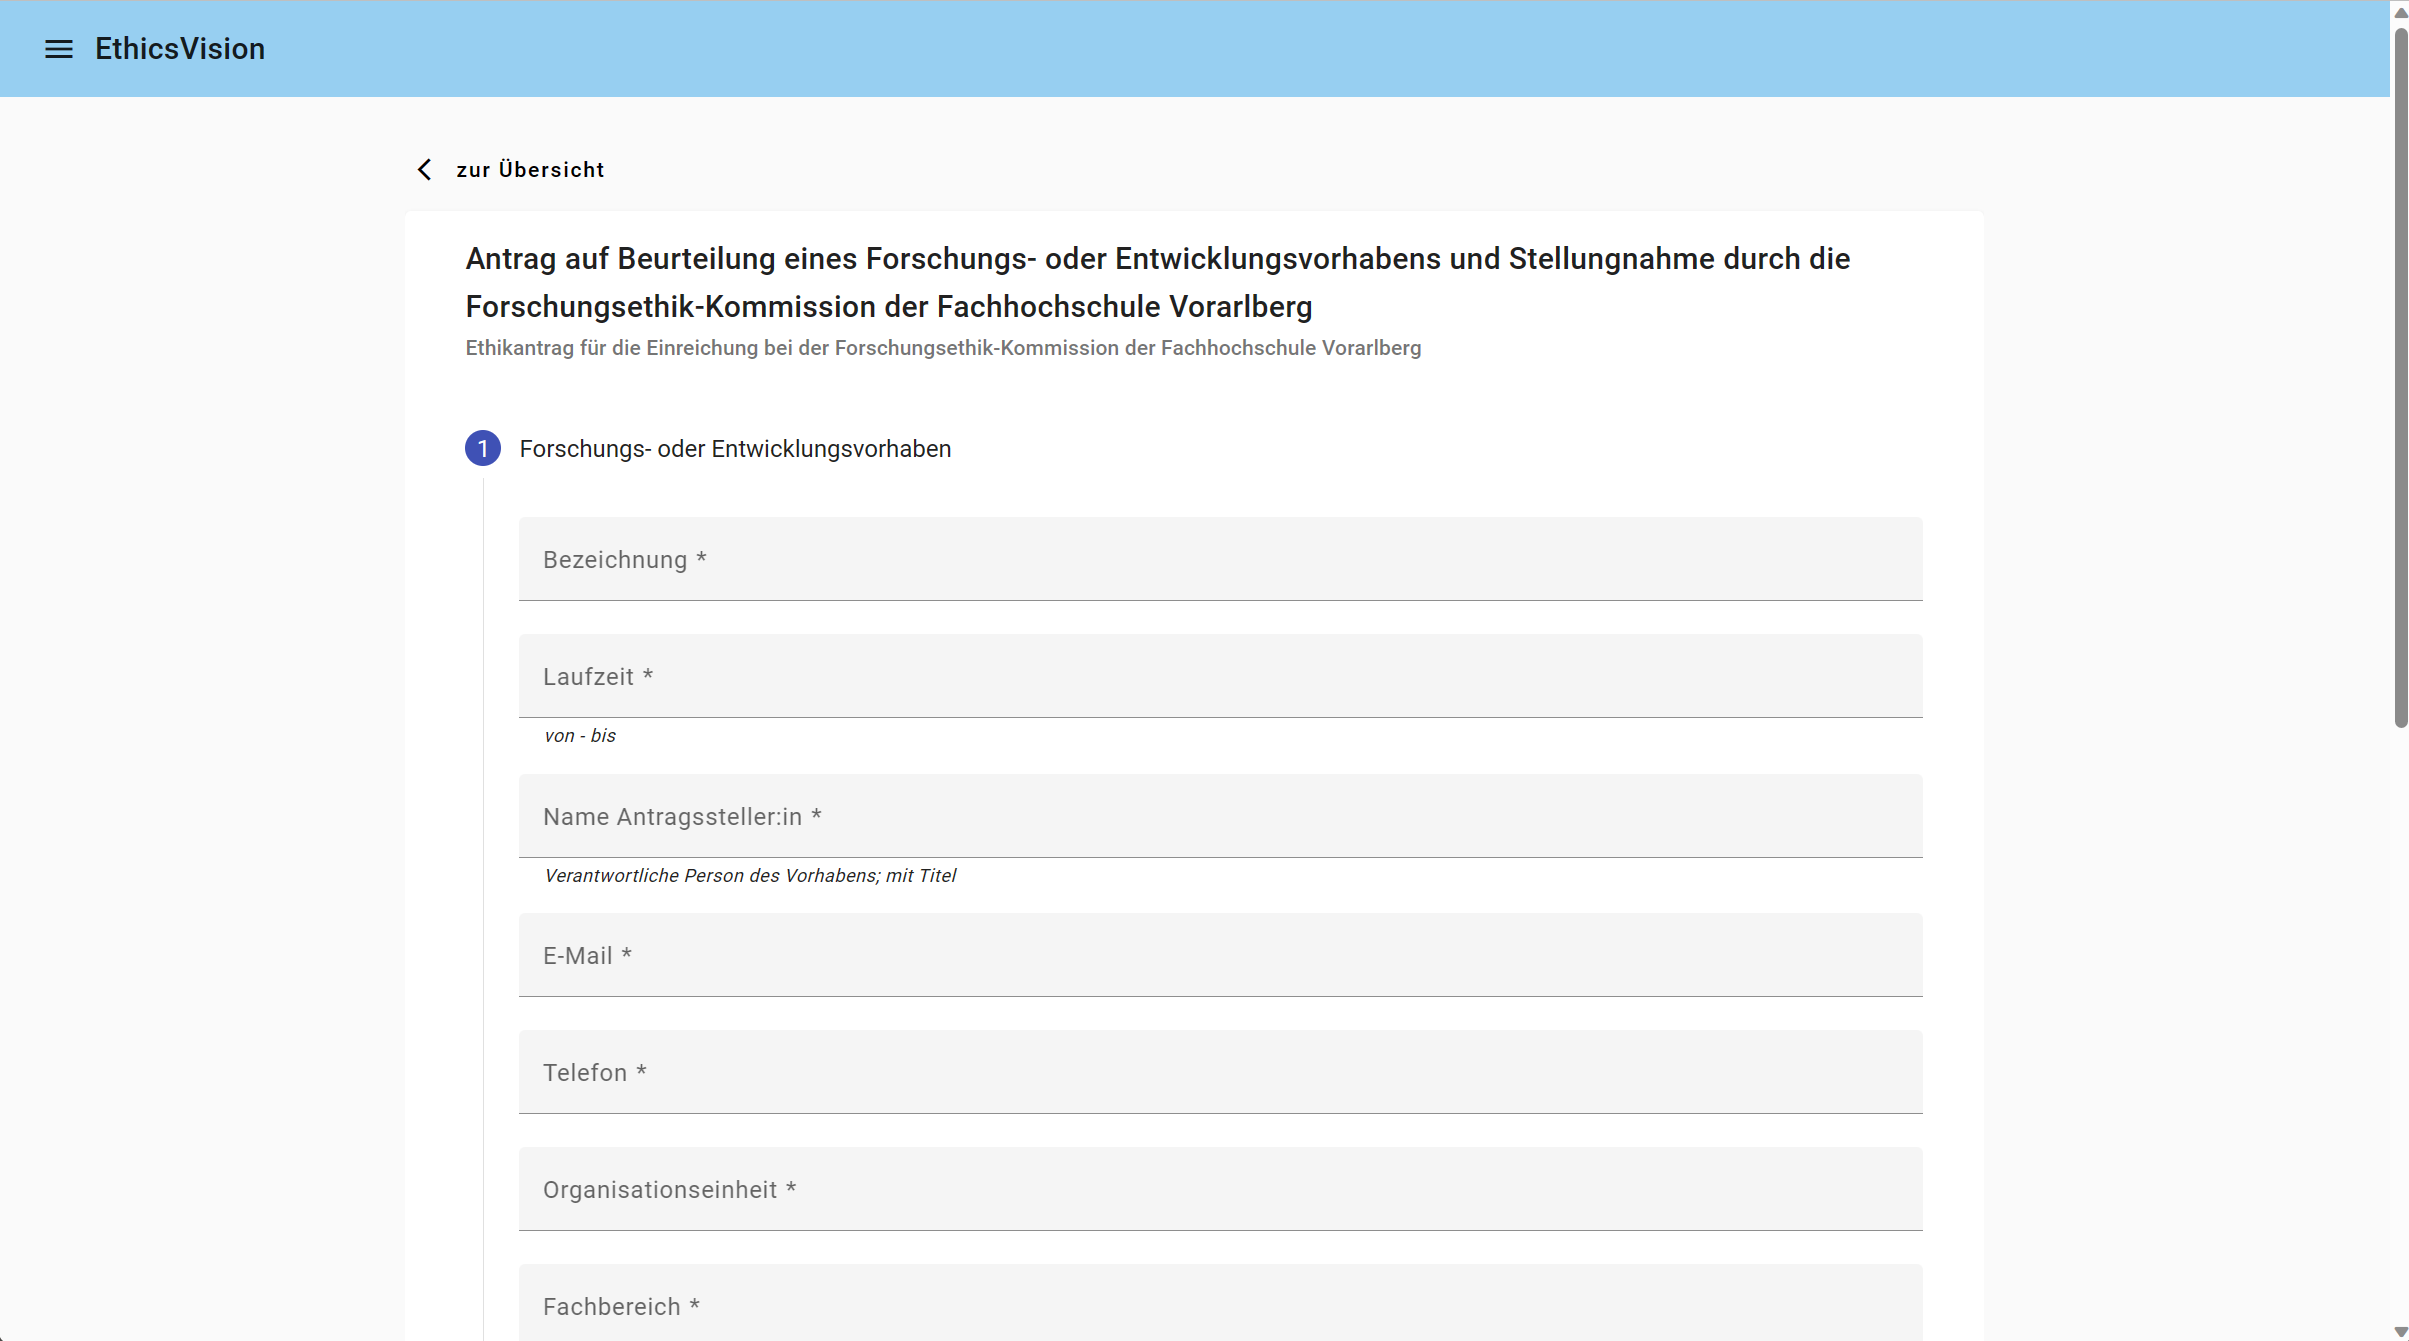 EthicsVision
zur Übersicht
Antrag auf Beurteilung eines Forschungs- oder Entwicklungsvorhabens und Stellungnahme durch die
Forschungsethik-Kommission der Fachhochschule Vorarlberg
Ethikantrag für die Einreichung bei der Forschungsethik-Kommission der Fachhochschule Vorarlberg
1 Forschungs- oder Entwicklungsvorhaben
Bezeichnung *
Laufzeit *
von - bis
Name Antragssteller:in *
Verantwortliche Person des Vorhabens; mit Titel
E-Mail *
Telefon *
Organisationseinheit *
Fachbereich *